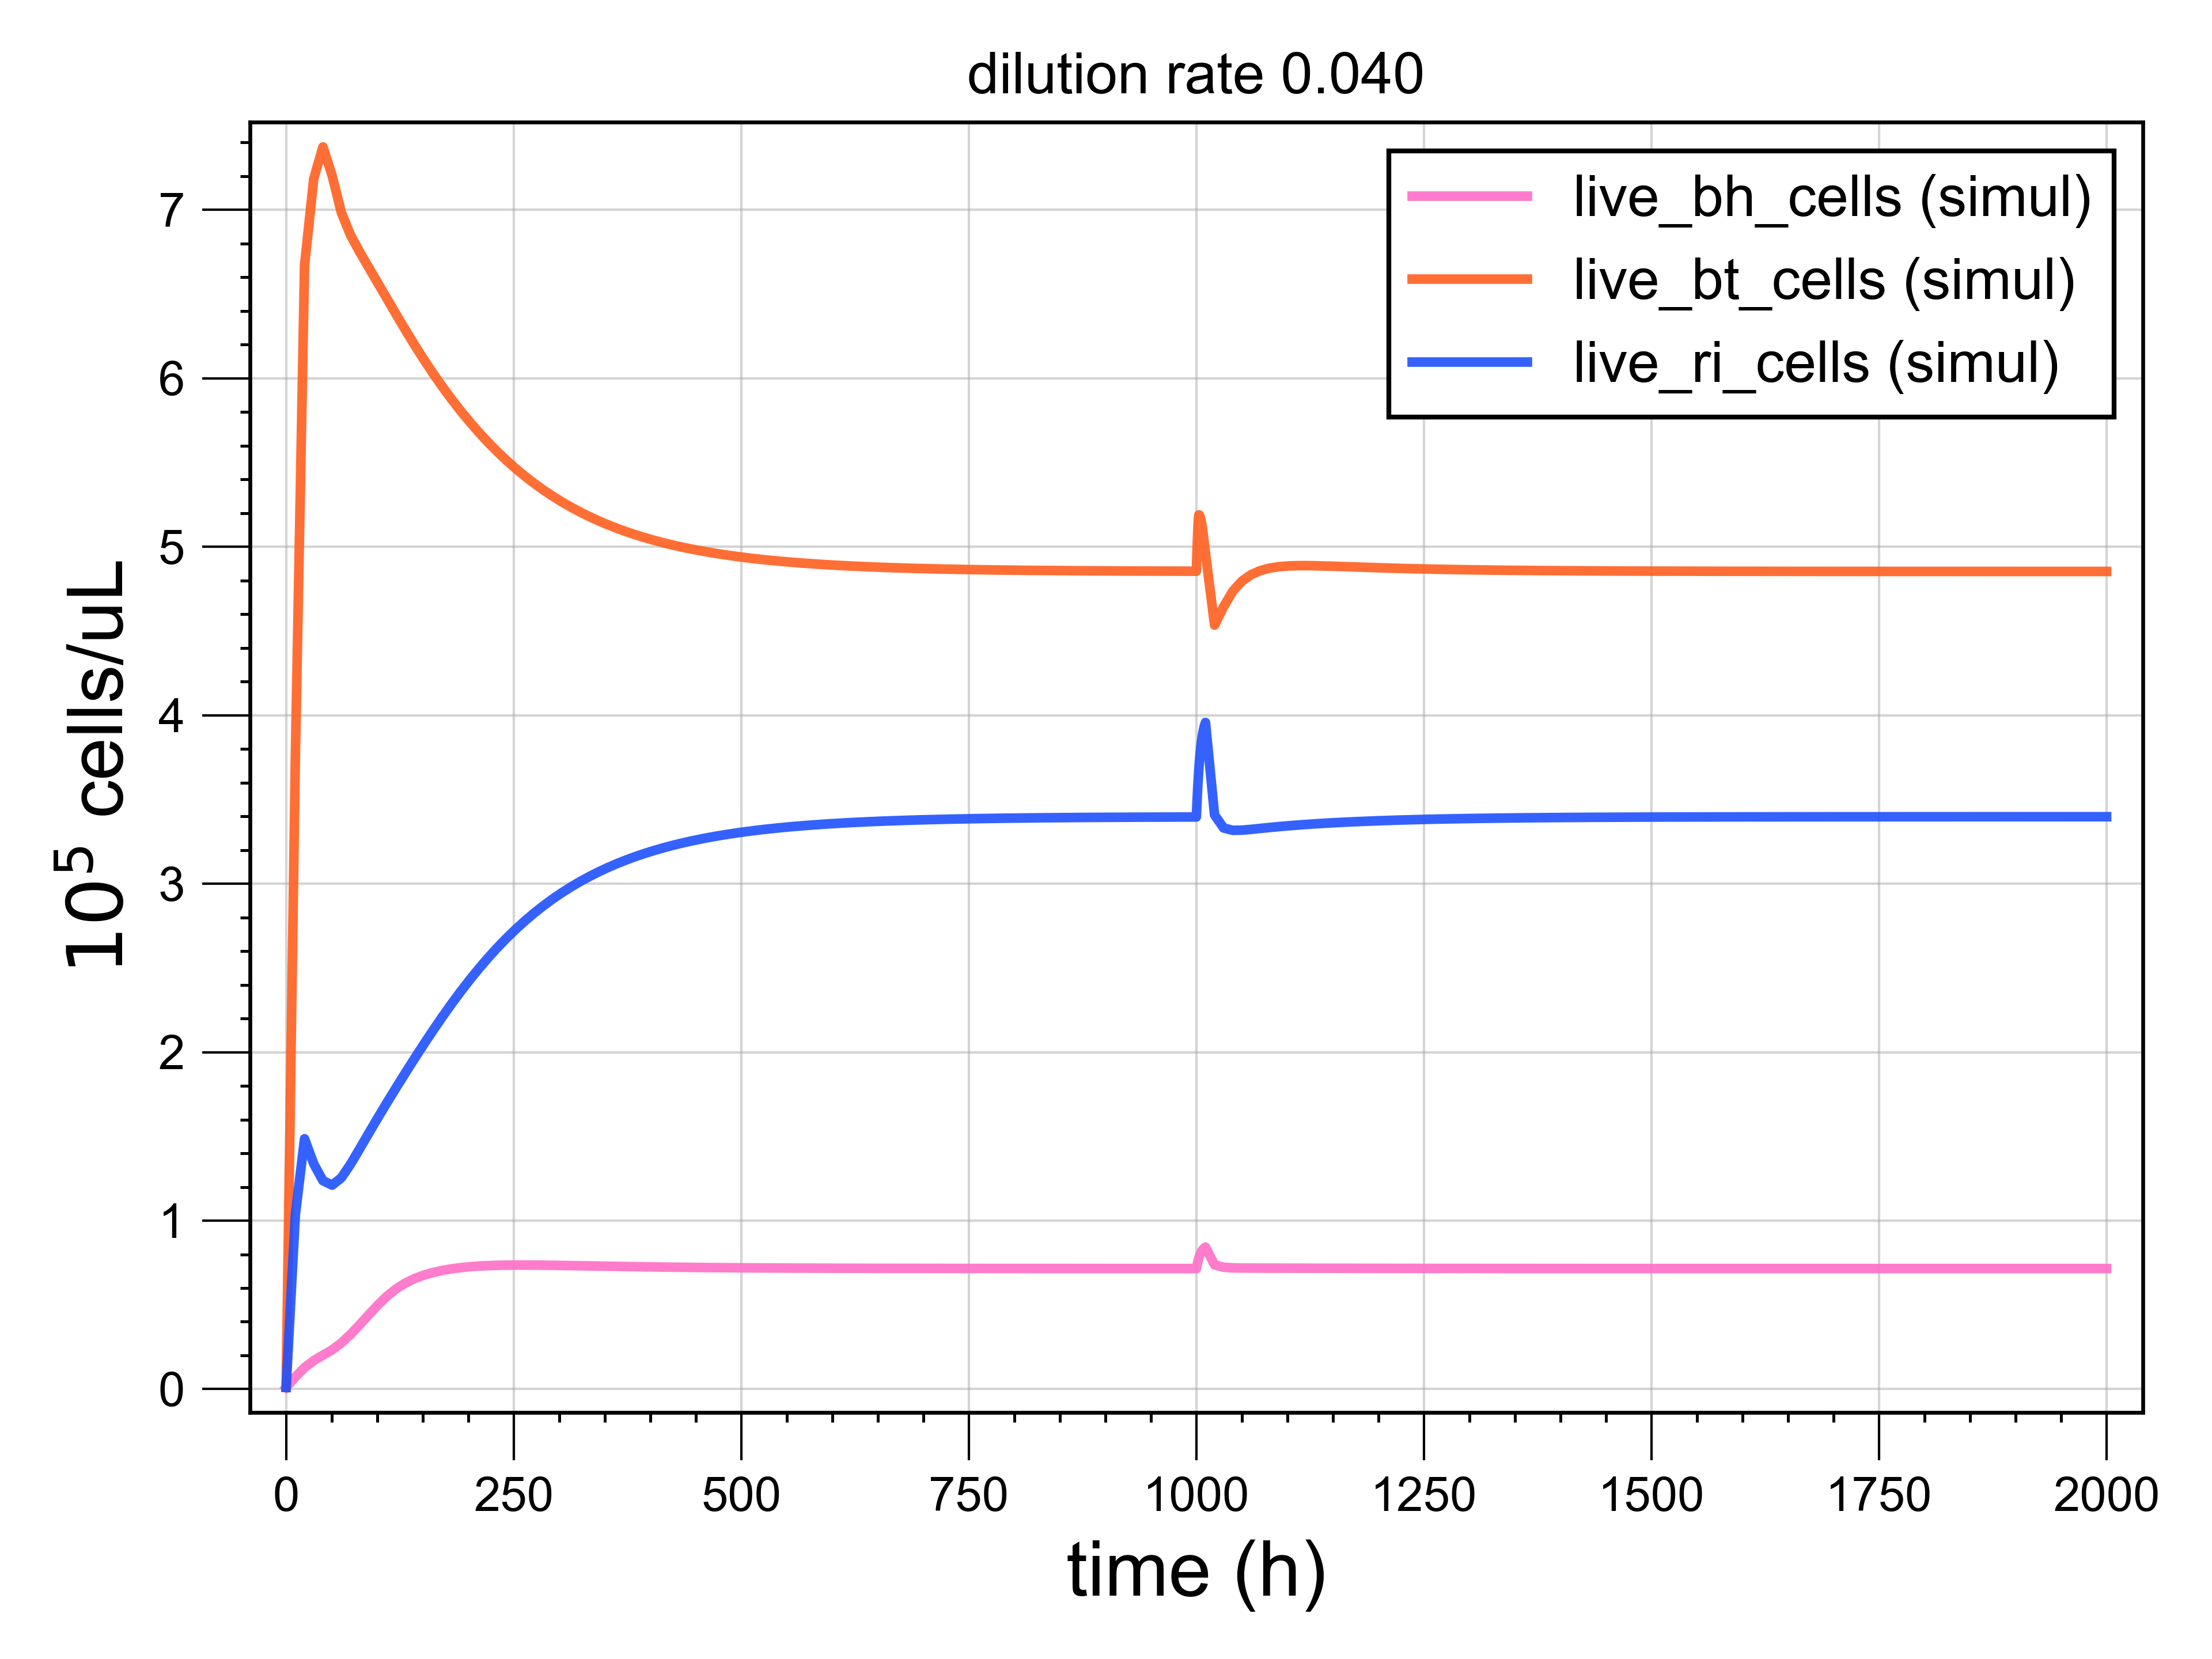 dilution rate 0.040
live_bh_cells (simul)
live_bt_cells (simul)
live_ri_cells (simul)
10⁵ cells/uL
7
6
5
4
3
2
1
0
0 250 500 750 1000 1250 1500 1750 2000
time (h)